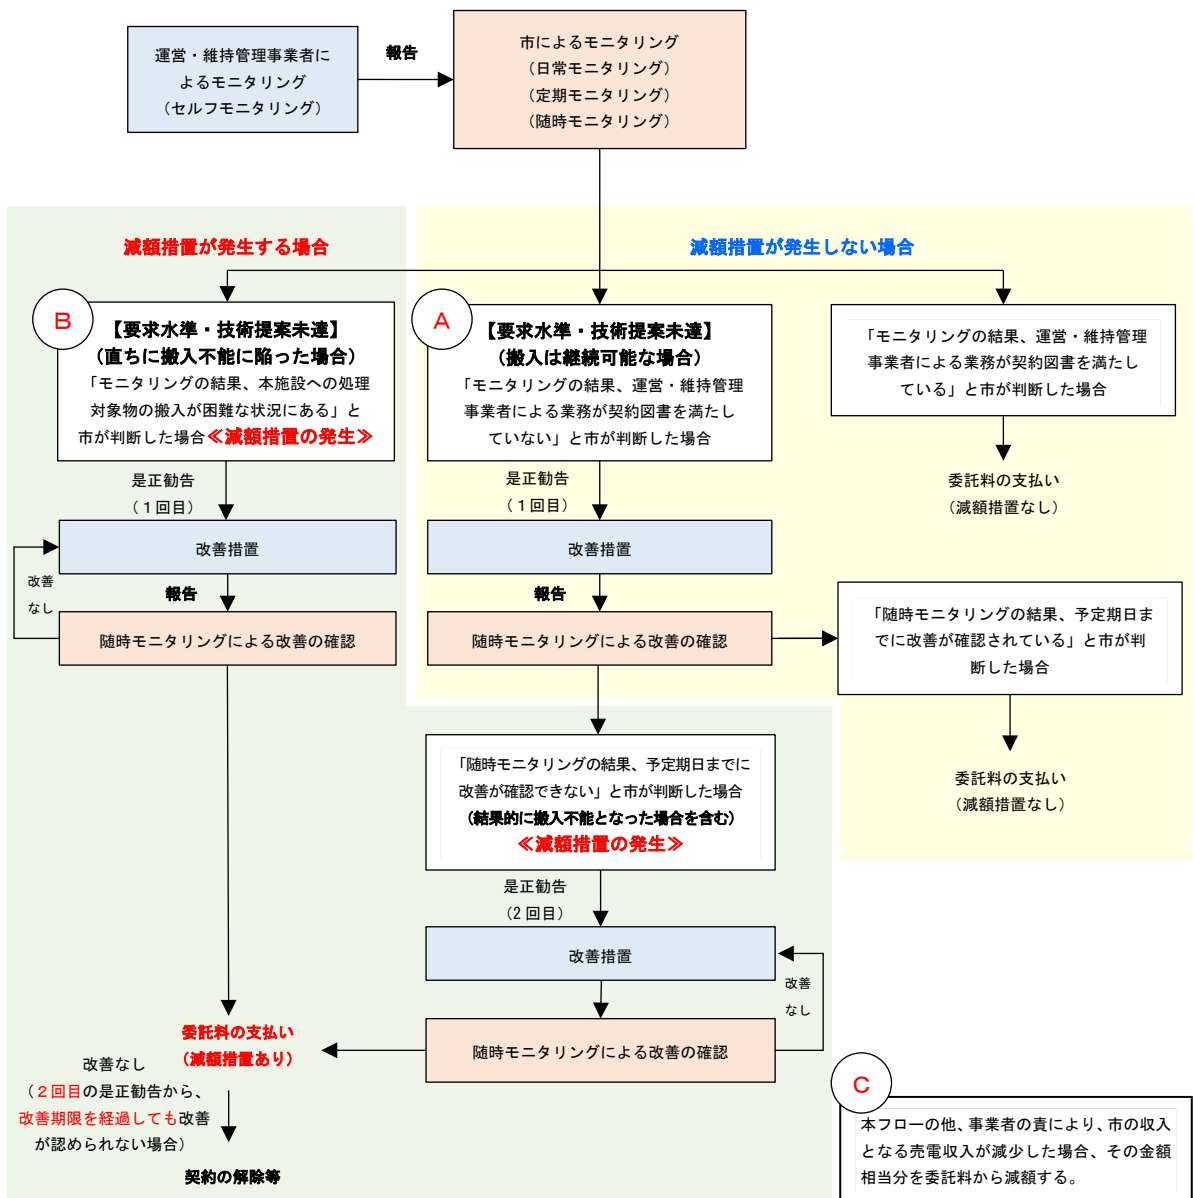 運営・維持管理事業者に
よるモニタリング
（セルフモニタリング）
報告
市によるモニタリング
（日常モニタリング）
（定期モニタリング）
（随時モニタリング）
減額措置が発生する場合
減額措置が発生しない場合
B
【要求水準・技術提案未達】
（直ちに搬入不能に陥った場合）
「モニタリングの結果、本施設への処理
対象物の搬入が困難な状況にある」と
市が判断した場合≪減額措置の発生≫
A
【要求水準・技術提案未達】
（搬入は継続可能な場合）
「モニタリングの結果、運営・維持管理
事業者による業務が契約図書を満たし
ていない」と市が判断した場合
「モニタリングの結果、運営・維持管理
事業者による業務が契約図書を満たし
ている」と市が判断した場合
是正勧告
（１回目）
是正勧告
（１回目）
委託料の支払い
（減額措置なし）
改善措置
改善措置
改善
なし
報告
報告
随時モニタリングによる改善の確認
随時モニタリングによる改善の確認
「随時モニタリングの結果、予定期日ま
でに改善が確認されている」と市が判
断した場合
「随時モニタリングの結果、予定期日までに
改善が確認できない」と市が判断した場合
（結果的に搬入不能となった場合を含む）
≪減額措置の発生≫
委託料の支払い
（減額措置なし）
是正勧告
（2 回目）
改善措置
改善
なし
随時モニタリングによる改善の確認
委託料の支払い
（減額措置あり）
改善なし
（２回目の是正勧告から、
改善期限を経過しても改善
が認められない場合）
契約の解除等
C
本フローの他、事業者の責により、市の収入
となる売電収入が減少した場合、その金額
相当分を委託料から減額する。